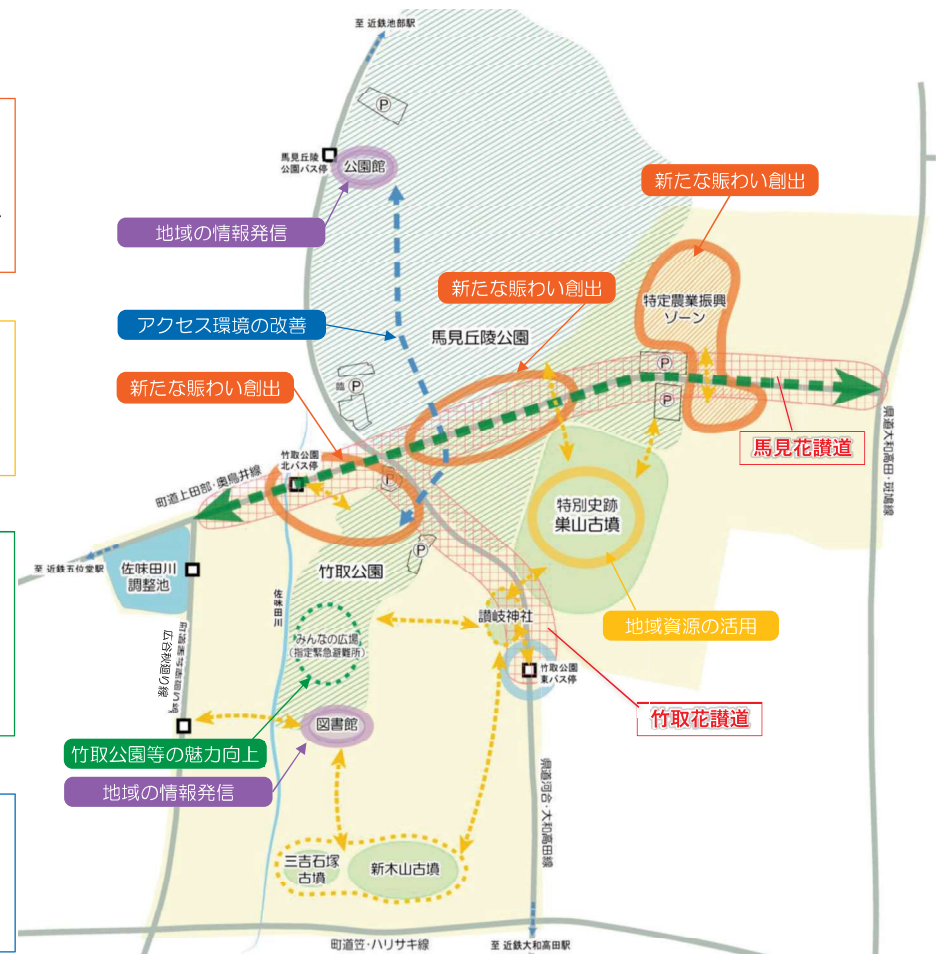 至 近鉄池部駅
P
馬見丘陵
公園バス停
公園館
新たな賑わい創出
地域の情報発信
新たな賑わい創出
特定農業振興
ゾーン
アクセス環境の改善
馬見丘陵公園
新たな賑わい創出
臨 P
P
P
馬見花讃道
県道大和高田・斑鳩線
竹取公園
北バス停
P
町道上田部・奥鳥井線
特別史跡
巣山古墳
P
至 近鉄五位堂駅
佐味田川
調整池
竹取公園
佐味田川
讃岐神社
地域資源の活用
みんなの広場
(指定緊急避難所)
広谷秋廻り線
竹取公園
東バス停
竹取花讃道
図書館
竹取公園等の魅力向上
地域の情報発信
県道河合・大和高田線
三吉石塚
古墳
新木山古墳
町道笠・ハリサキ線
至 近鉄大和高田駅